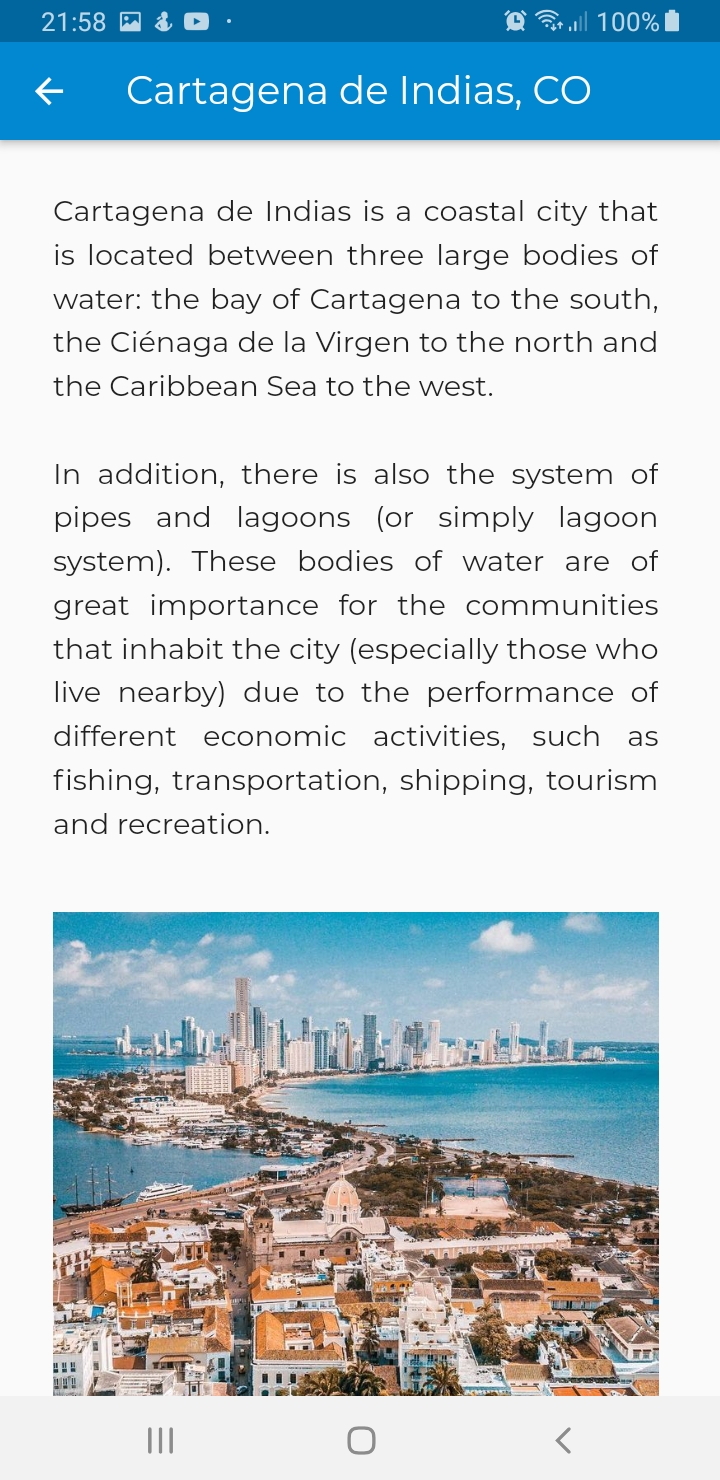 21:58
100%
Cartagena de Indias, CO
Cartagena de Indias is a coastal city that
is located between three large bodies of
water: the bay of Cartagena to the south,
the Ciénaga de la Virgen to the north and
the Caribbean Sea to the west.
In addition, there is also the system of
pipes and lagoons (or simply lagoon
system). These bodies of water are of
great importance for the communities
that inhabit the city (especially those who
live nearby) due to the performance of
different economic activities, such as
fishing, transportation, shipping, tourism
and recreation.